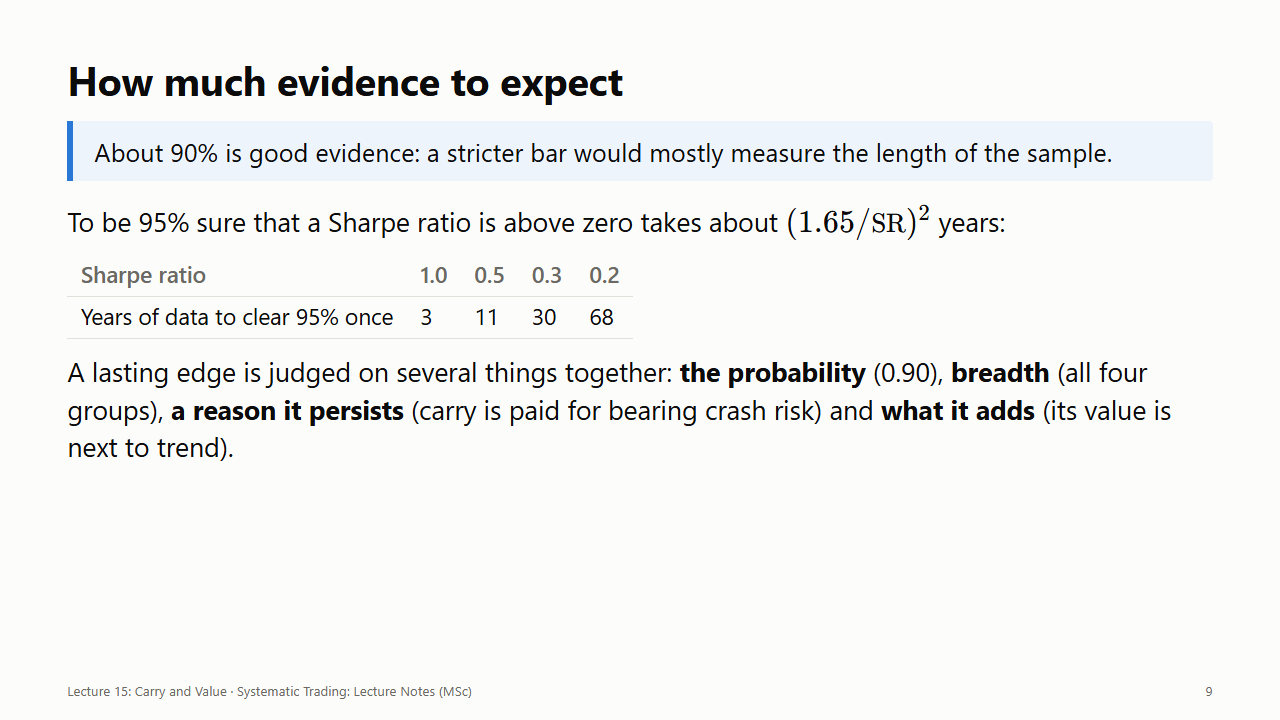 How much evidence to expect
About 90% is good evidence: a stricter bar would mostly measure the length of the sample.
To be 95% sure that a Sharpe ratio is above zero takes about (1.65/SR)² years:
Sharpe ratio 1.0 0.5 0.3 0.2
Years of data to clear 95% once 3 11 30 68
A lasting edge is judged on several things together: the probability (0.90), breadth (all four
groups), a reason it persists (carry is paid for bearing crash risk) and what it adds (its value is
next to trend).
Lecture 15: Carry and Value · Systematic Trading: Lecture Notes (MSc) 9